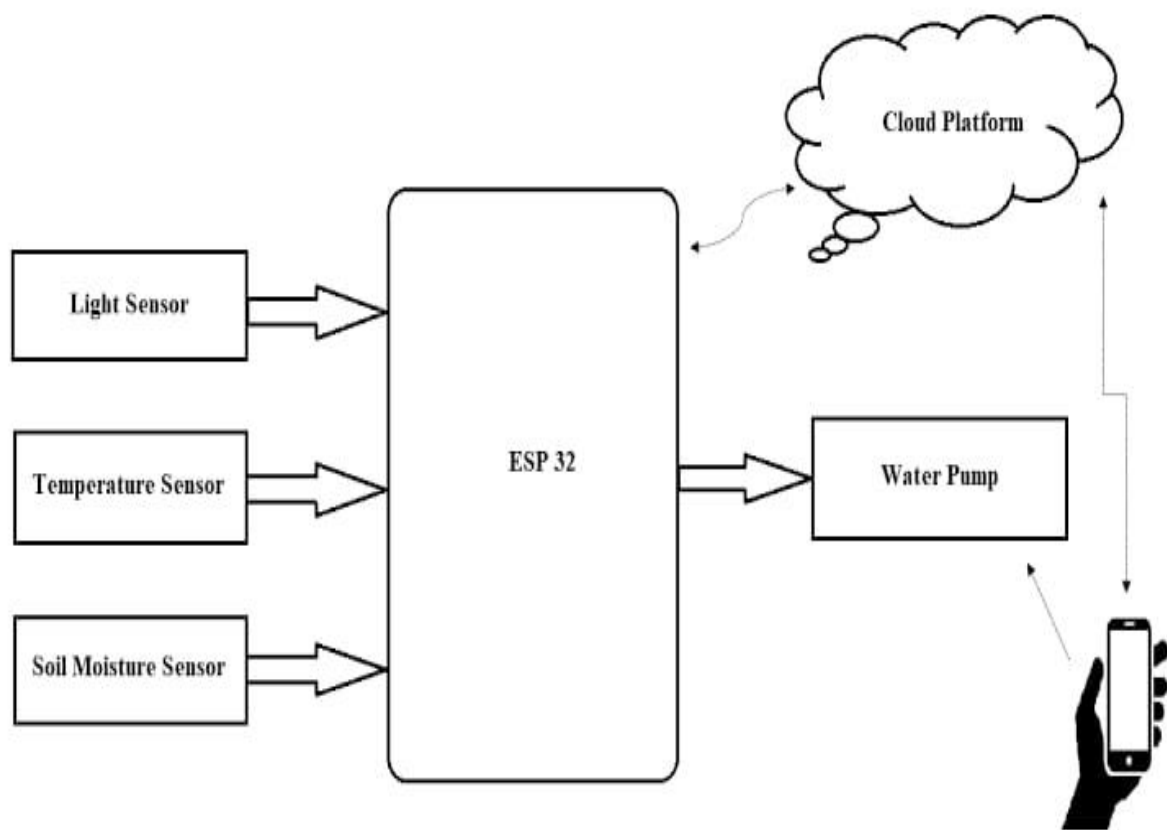 Cloud Platform
Light Sensor
Temperature Sensor
ESP 32
Water Pump
Soil Moisture Sensor